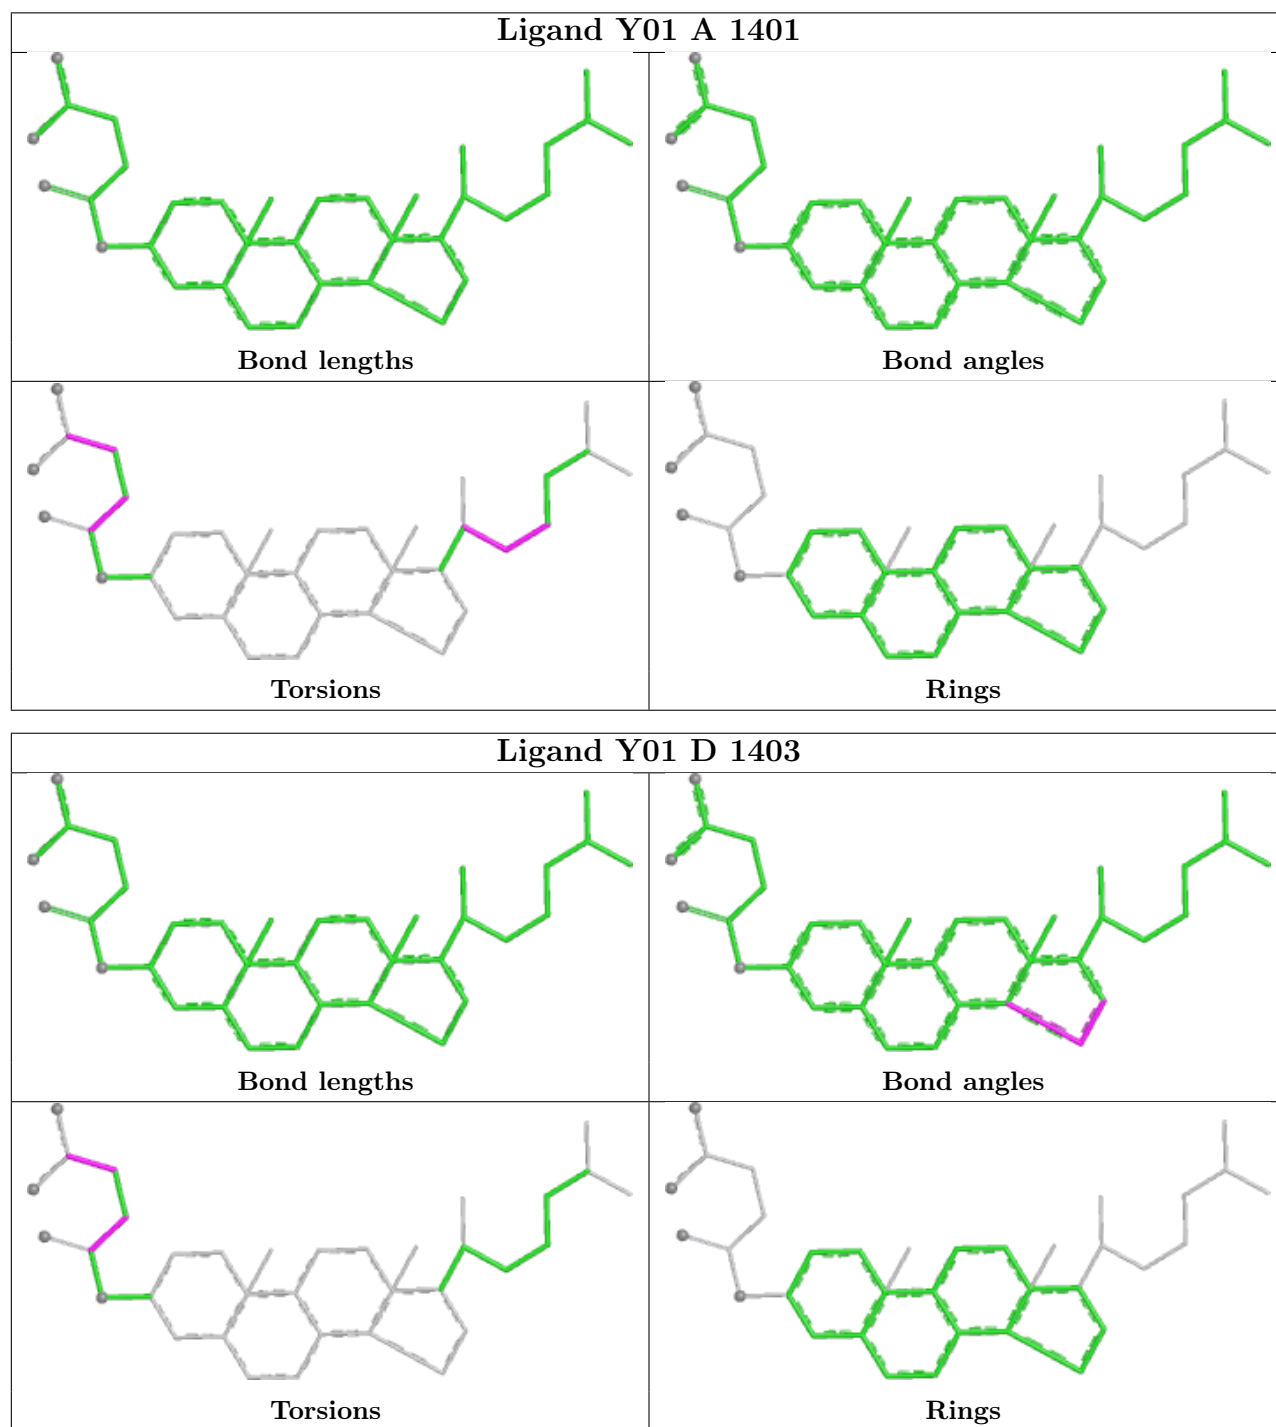 Ligand Y01 A 1401
Bond lengths
Bond angles
Torsions
Rings
Ligand Y01 D 1403
Bond lengths
Bond angles
Torsions
Rings